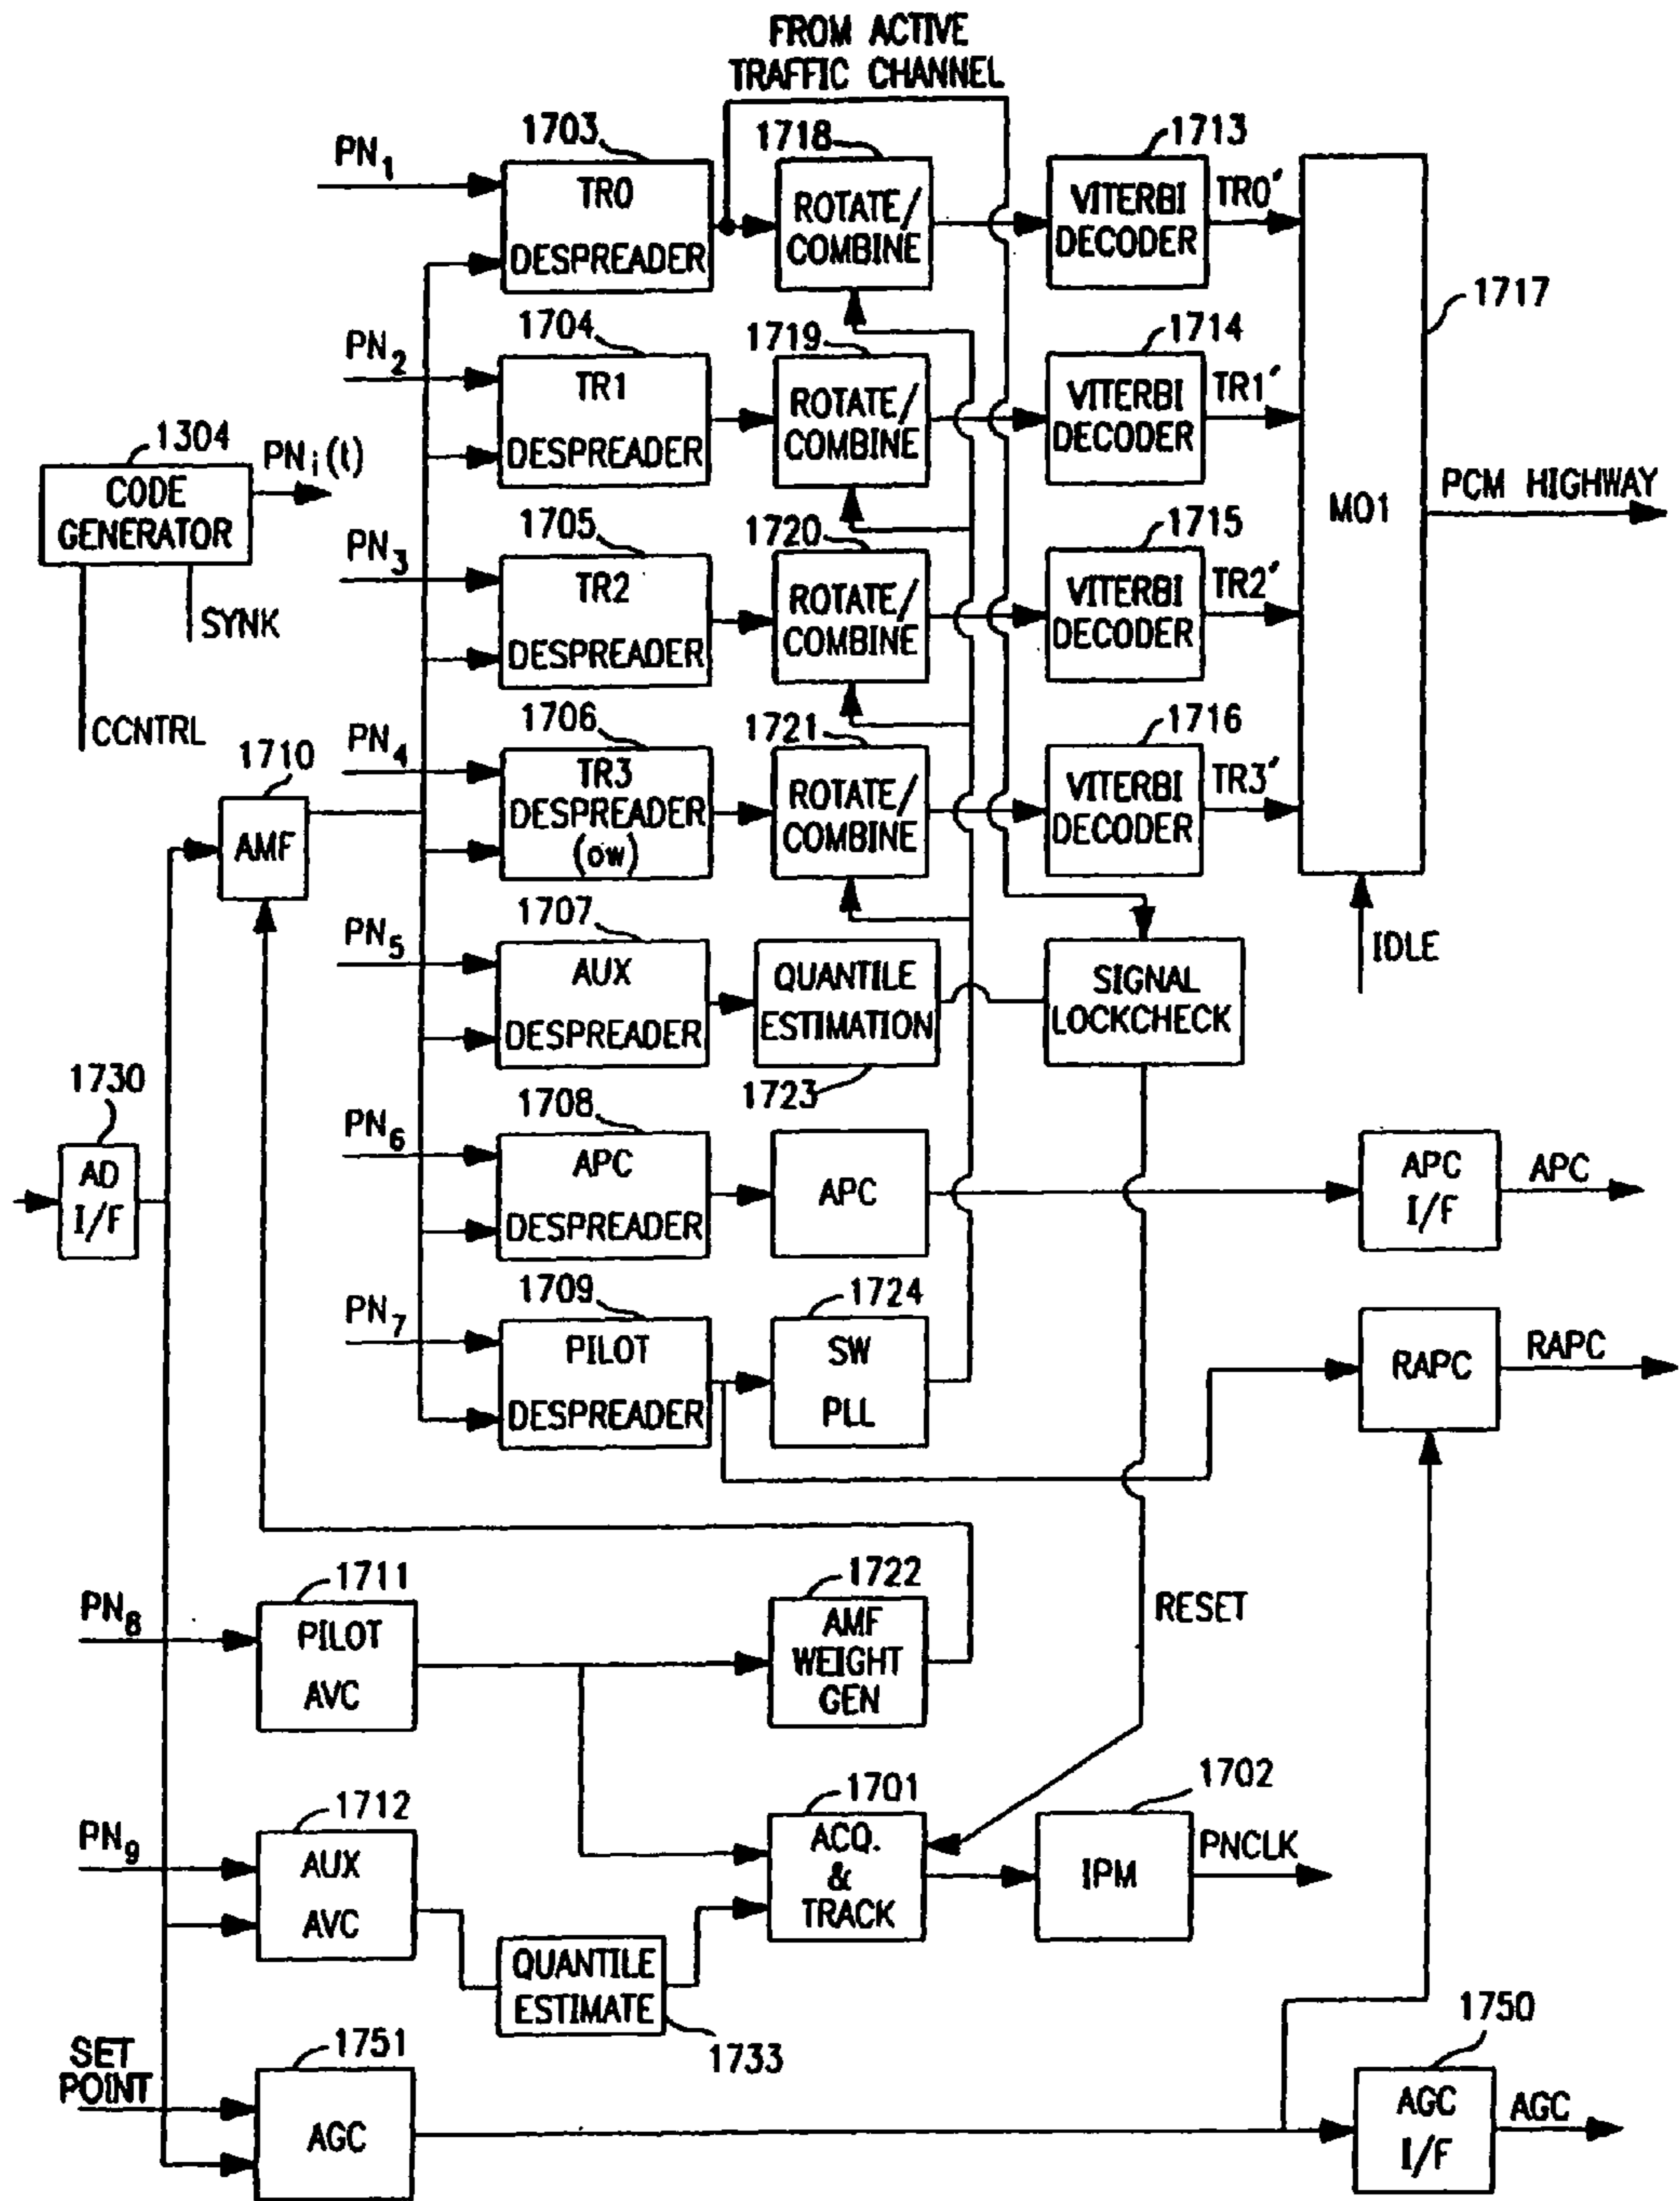 FROM ACTIVE
TRAFFIC CHANNEL
1703
1718
1713
PN1
TR0
DESPREADER
ROTATE/
COMBINE
VITERBI
DECODER
TR0'
1717
1704
1719
1714
PN2
TR1
DESPREADER
ROTATE/
COMBINE
VITERBI
DECODER
TR1'
1304
PNi(t)
CODE
GENERATOR
SYNK
CCNTRL
MO1
PCM HIGHWAY
1705
1720
1715
PN3
TR2
DESPREADER
ROTATE/
COMBINE
VITERBI
DECODER
TR2'
1706
1721
1716
PN4
TR3
DESPREADER
(OW)
ROTATE/
COMBINE
VITERBI
DECODER
TR3'
1710
AMF
IDLE
1707
PN5
AUX
DESPREADER
QUANTILE
ESTIMATION
1723
SIGNAL
LOCKCHECK
1730
AD
I/F
1708
PN6
APC
DESPREADER
APC
APC
I/F
APC
1709
1724
PN7
PILOT
DESPREADER
SW
PLL
RAPC
RAPC
1711
1722
PN8
PILOT
AVC
AMF
WEIGHT
GEN
RESET
1712
1701
1702
PN9
AUX
AVC
ACQ.
&
TRACK
IPM
PNCLK
QUANTILE
ESTIMATE
1733
SET
POINT
1751
AGC
1750
AGC
I/F
AGC